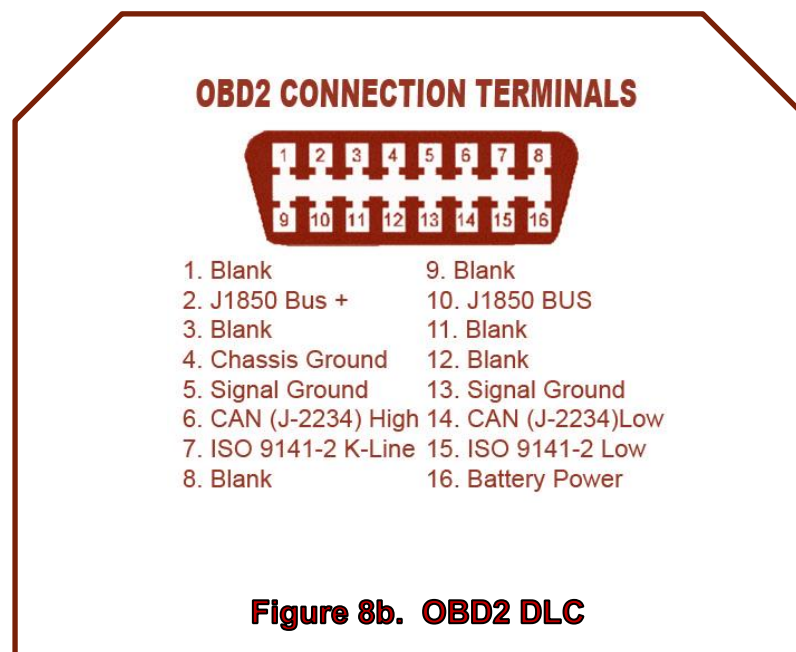 OBD2 CONNECTION TERMINALS
1 2 3 4 5 6 7 8
9 10 11 12 13 14 15 16
1. Blank
2. J1850 Bus +
3. Blank
4. Chassis Ground
5. Signal Ground
6. CAN (J-2234) High
7. ISO 9141-2 K-Line
8. Blank
9. Blank
10. J1850 BUS
11. Blank
12. Blank
13. Signal Ground
14. CAN (J-2234)Low
15. ISO 9141-2 Low
16. Battery Power
Figure 8b. OBD2 DLC